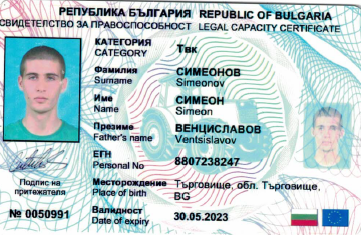 РЕПУБЛИКА БЪЛГАРИЯ REPUBLIC OF BULGARIA
СВИДЕТЕЛСТВО ЗА ПРАВОСПОСОБНОСТ LEGAL CAPACITY CERTIFICATE
КАТЕГОРИЯ Твк
CATEGORY
Фамилия СИМЕОНОВ
Surname Simeonov
Име СИМЕОН
Name Simeon
Презиме ВЕНЦИСЛАВОВ
Father's name Ventsislavov
ЕГН 8807238247
Personal No
Месторождение Търговище, обл. Търговище,
Place of birth BG
Подпис на
притежателя
Валидност 30.05.2023
Date of expiry
№ 0050991